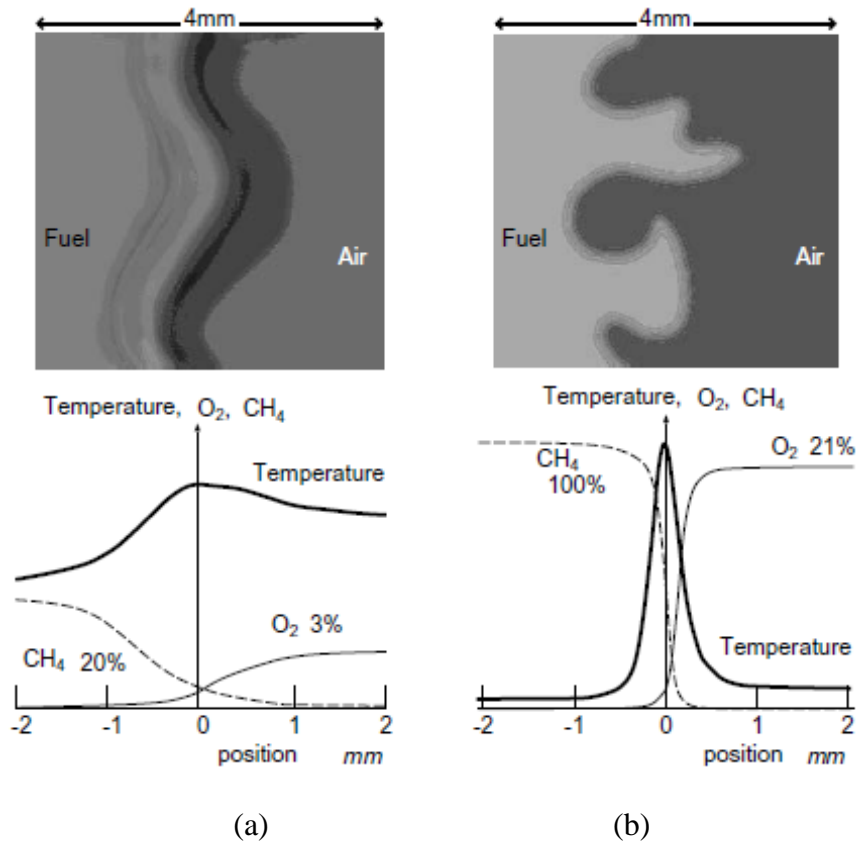 4mm
Fuel
Air
Temperature, O₂, CH₄
Temperature
O₂ 3%
CH₄ 20%
-2 -1 0 1 2
position mm
(a)
4mm
Fuel
Air
Temperature, O₂, CH₄
CH₄
100%
O₂ 21%
Temperature
-2 -1 0 1 2
position mm
(b)